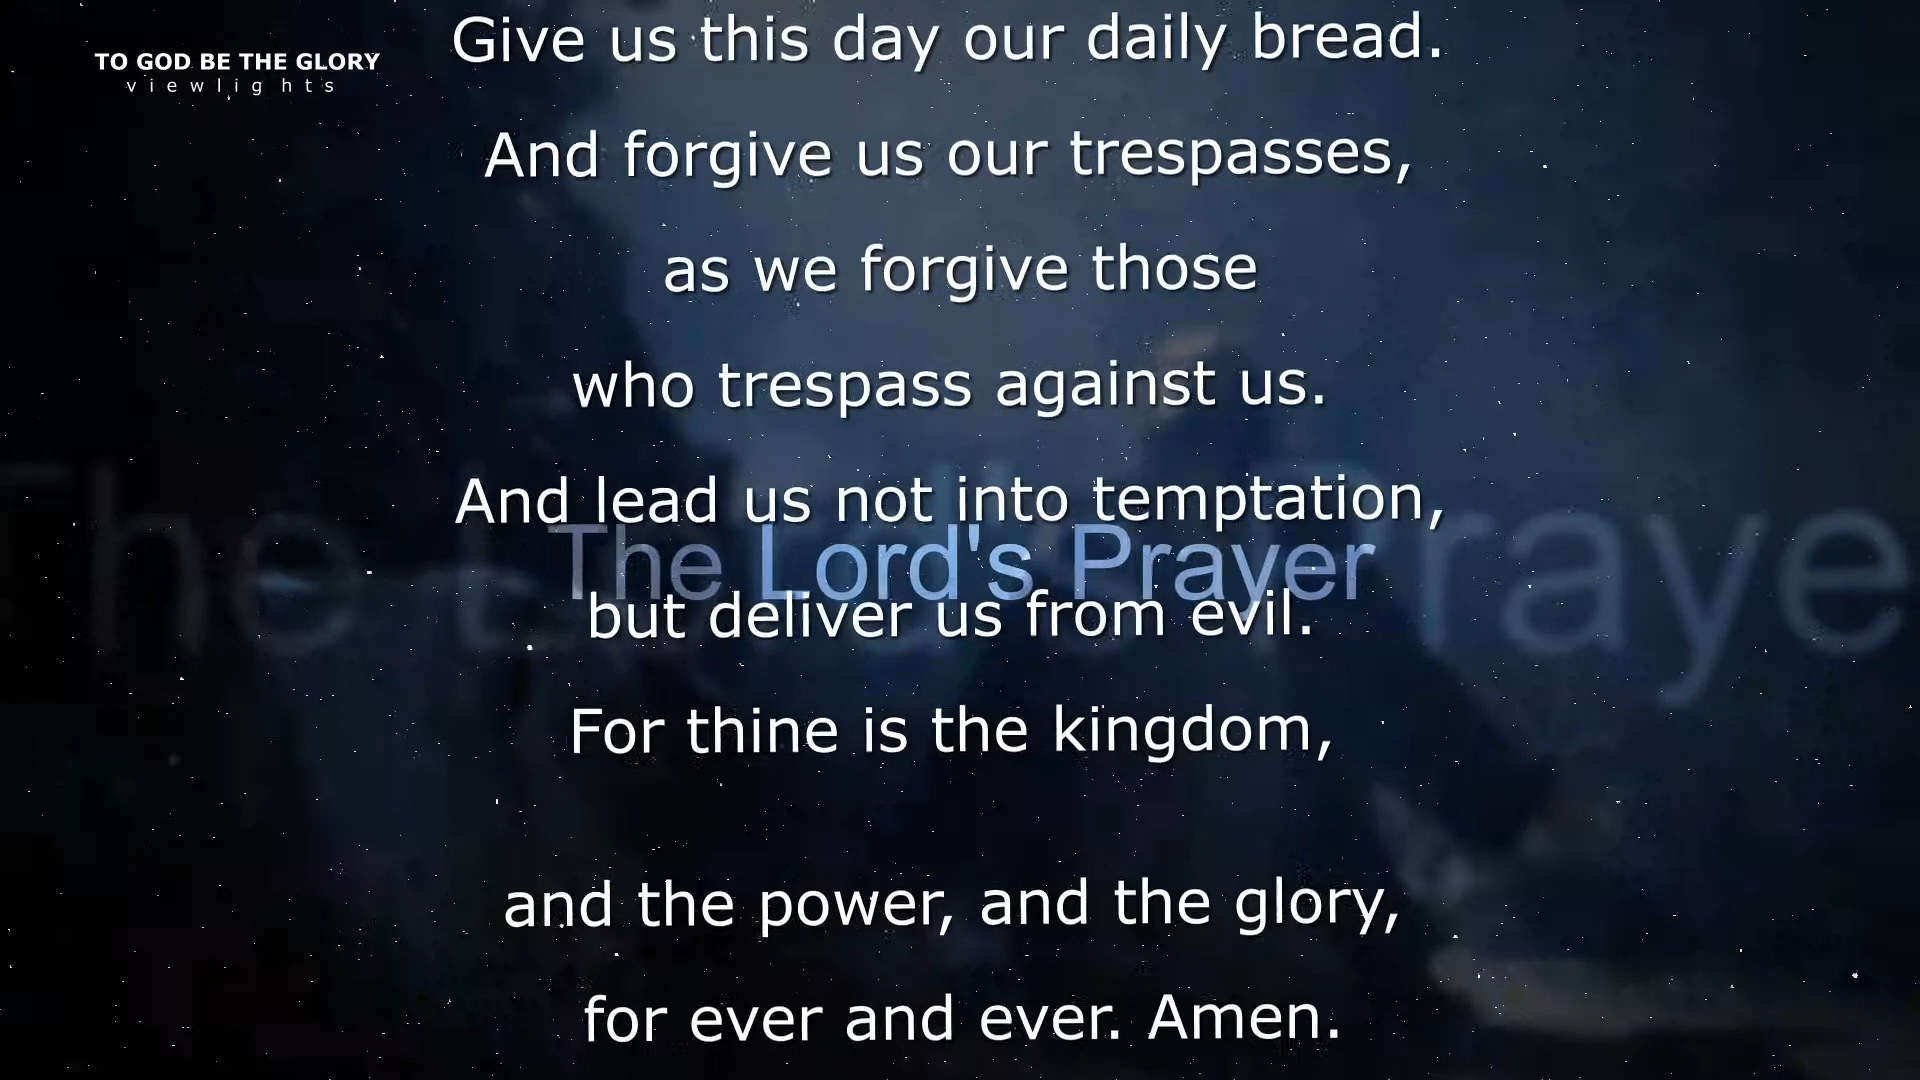 TO GOD BE THE GLORY
viewlights
Give us this day our daily bread.
And forgive us our trespasses,
as we forgive those
who trespass against us.
And lead us not into temptation,
The Lord's Prayer
but deliver us from evil.
For thine is the kingdom,
and the power, and the glory,
for ever and ever. Amen.